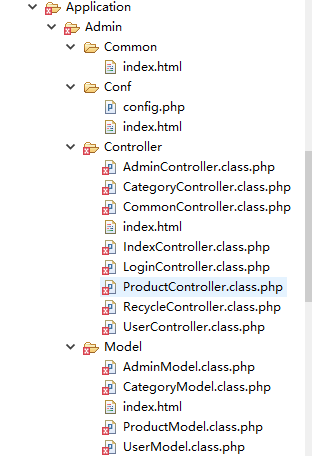 Application
Admin
Common
index.html
Conf
config.php
index.html
Controller
AdminController.class.php
CategoryController.class.php
CommonController.class.php
index.html
IndexController.class.php
LoginController.class.php
ProductController.class.php
RecycleController.class.php
UserController.class.php
Model
AdminModel.class.php
CategoryModel.class.php
index.html
ProductModel.class.php
UserModel.class.php